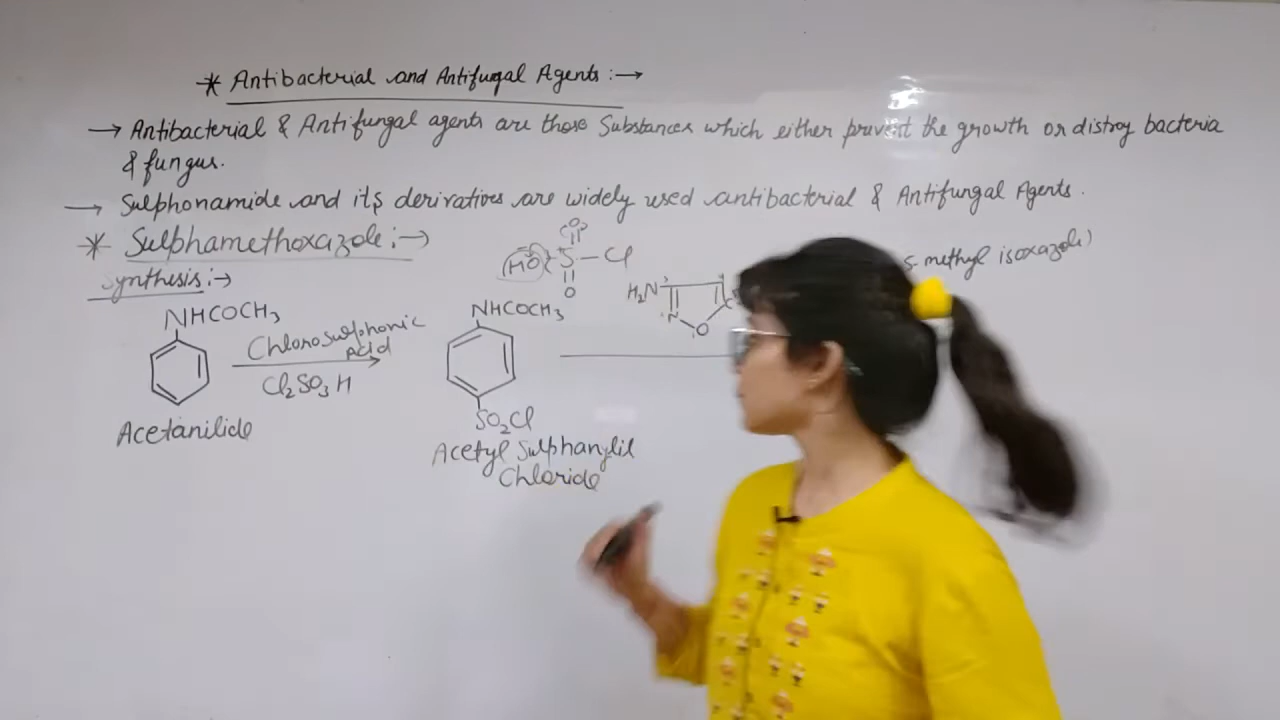 * Antibacterial and Antifugal Agents :→
→ Antibacterial & Antifungal agents are those Substances which either prevent the growth or distroy bacteria
& fungus.
→ Sulphonamide and its derivatives are widely used antibacterial & Antifungal Agents.
* Sulphamethoxazole :→
Synthesis :→
HO S Cl
O
O
5-methyl isoxazole)
H₂N
N
O
NHCOCH₃
Chlorosulphonic
Acid
Cl₂SO₃H
Acetanilide
NHCOCH₃
SO₂Cl
Acetyl Sulphanylil
Chloride